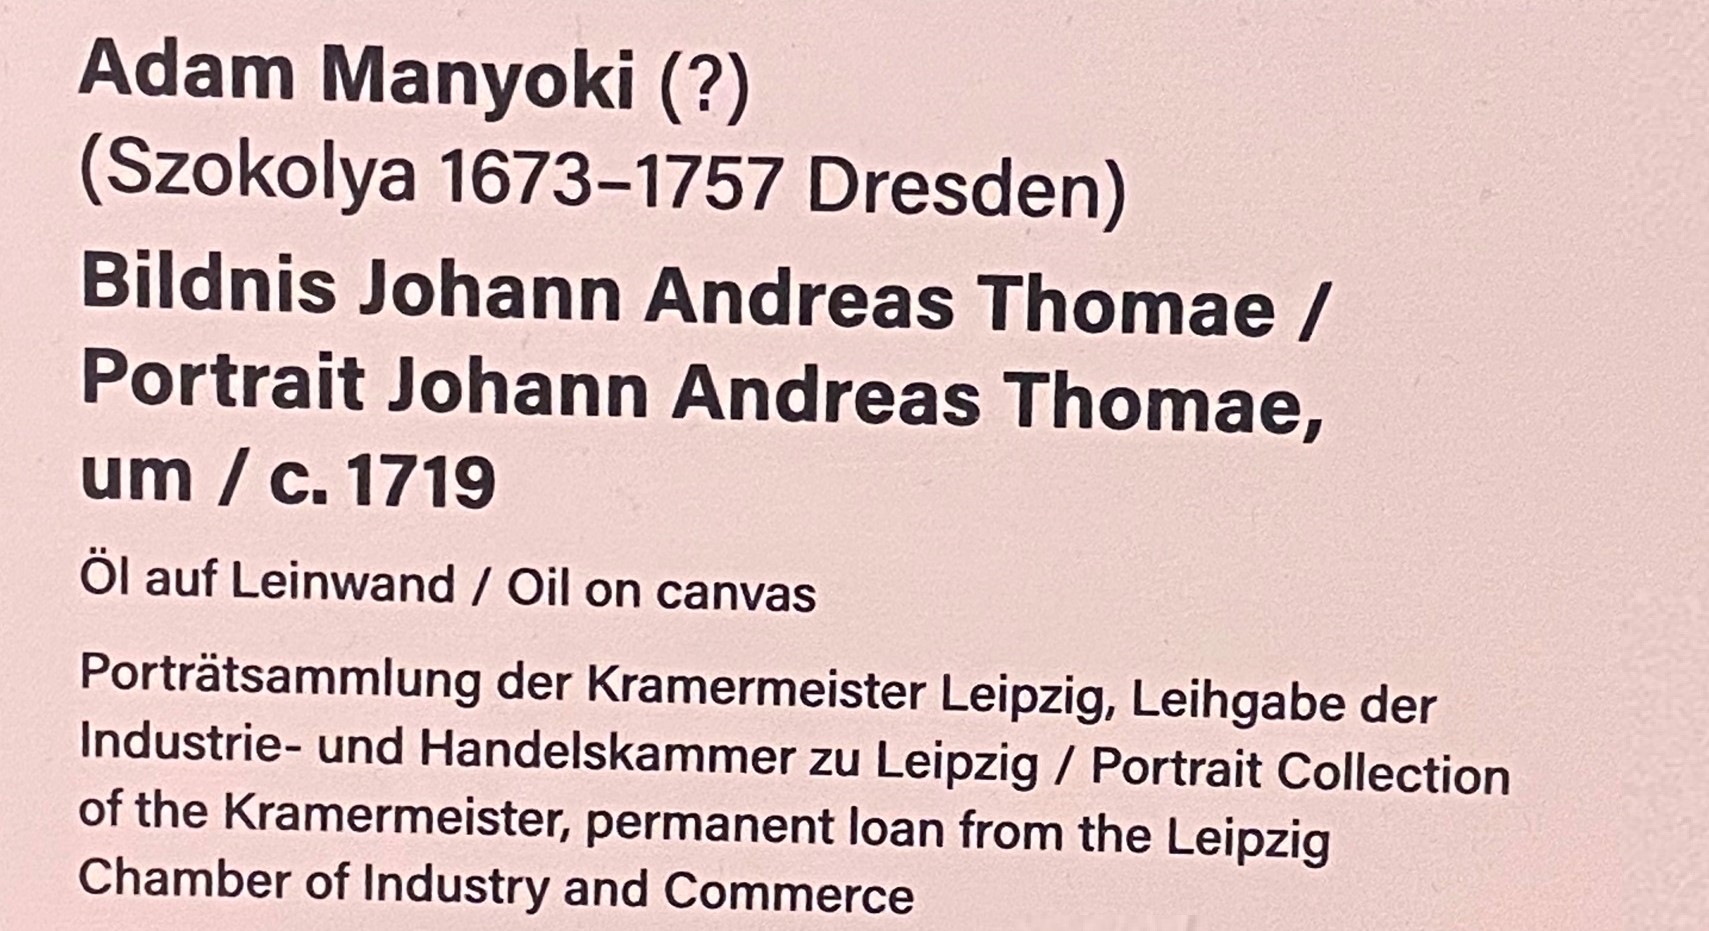 Adam Manyoki (?)
(Szokolya 1673–1757 Dresden)
Bildnis Johann Andreas Thomae /
Portrait Johann Andreas Thomae,
um / c. 1719
Öl auf Leinwand / Oil on canvas
Porträtsammlung der Kramermeister Leipzig, Leihgabe der
Industrie- und Handelskammer zu Leipzig / Portrait Collection
of the Kramermeister, permanent loan from the Leipzig
Chamber of Industry and Commerce